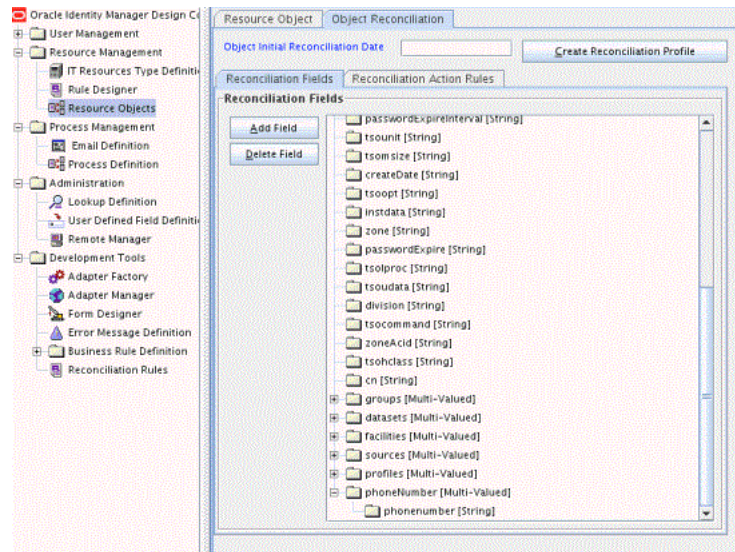 Oracle Identity Manager Design C
User Management
Resource Management
IT Resources Type Definiti
Rule Designer
Resource Objects
Process Management
Email Definition
Process Definition
Administration
Lookup Definition
User Defined Field Definiti
Remote Manager
Development Tools
Adapter Factory
Adapter Manager
Form Designer
Error Message Definition
Business Rule Definition
Reconciliation Rules
Resource Object
Object Reconciliation
Object Initial Reconciliation Date
Create Reconciliation Profile
Reconciliation Fields
Reconciliation Action Rules
Reconciliation Fields
Add Field
Delete Field
passwordExpireInterval [String]
tsounit [String]
tsomsize [String]
createDate [String]
tsoopt [String]
instdata [String]
zone [String]
passwordExpire [String]
tsolproc [String]
tsoudata [String]
division [String]
tsocommand [String]
zoneAcid [String]
tsohclass [String]
cn [String]
groups [Multi-Valued]
datasets [Multi-Valued]
facilities [Multi-Valued]
sources [Multi-Valued]
profiles [Multi-Valued]
phoneNumber [Multi-Valued]
phonenumber [String]